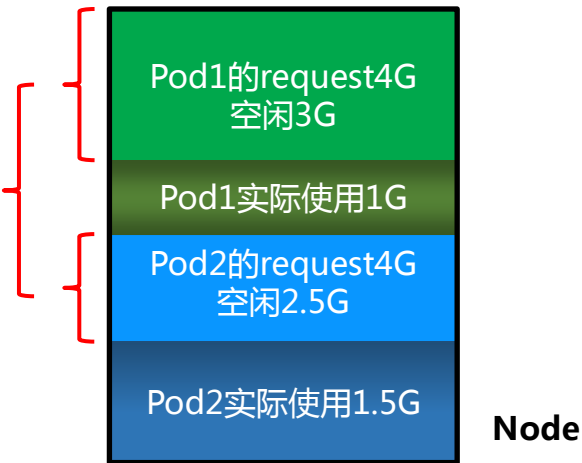 Pod1的request4G
空闲3G
Pod1实际使用1G
Pod2的request4G
空闲2.5G
Pod2实际使用1.5G
Node